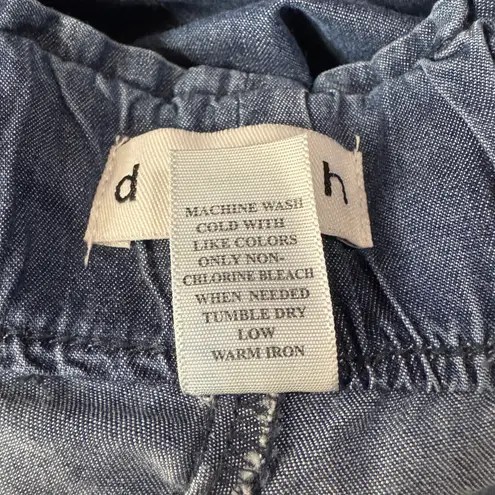 d h
MACHINE WASH
COLD WITH
LIKE COLORS
ONLY NON-
CHLORINE BLEACH
WHEN NEEDED
TUMBLE DRY
LOW
WARM IRON